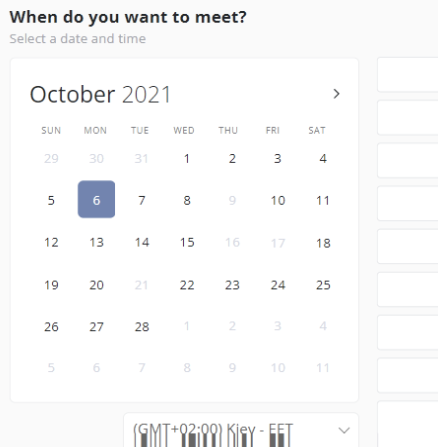 When do you want to meet?
Select a date and time
October 2021
SUN MON TUE WED THU FRI SAT
29 30 31 1 2 3 4
5 6 7 8 9 10 11
12 13 14 15 16 17 18
19 20 21 22 23 24 25
26 27 28 1 2 3 4
5 6 7 8 9 10 11
(GMT+02:00) Kiev - EET